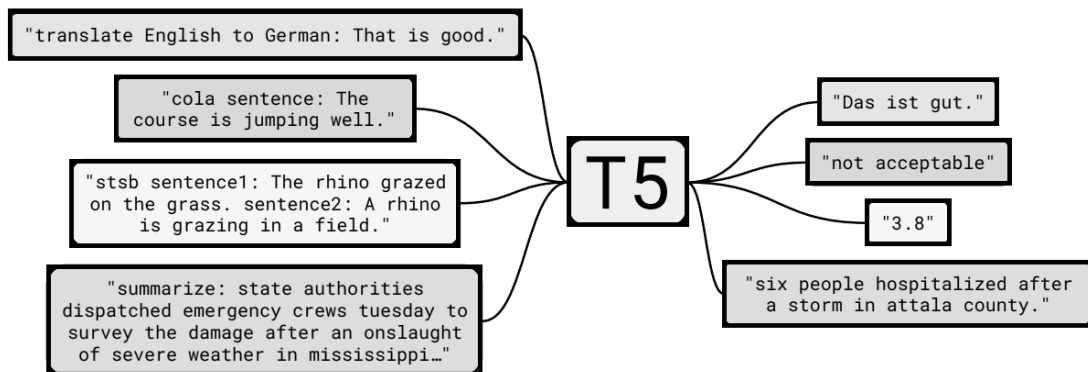 "translate English to German: That is good."
"cola sentence: The
course is jumping well."
"stsb sentence1: The rhino grazed
on the grass. sentence2: A rhino
is grazing in a field."
"summarize: state authorities
dispatched emergency crews tuesday to
survey the damage after an onslaught
of severe weather in mississippi…"
T5
"Das ist gut."
"not acceptable"
"3.8"
"six people hospitalized after
a storm in attala county."